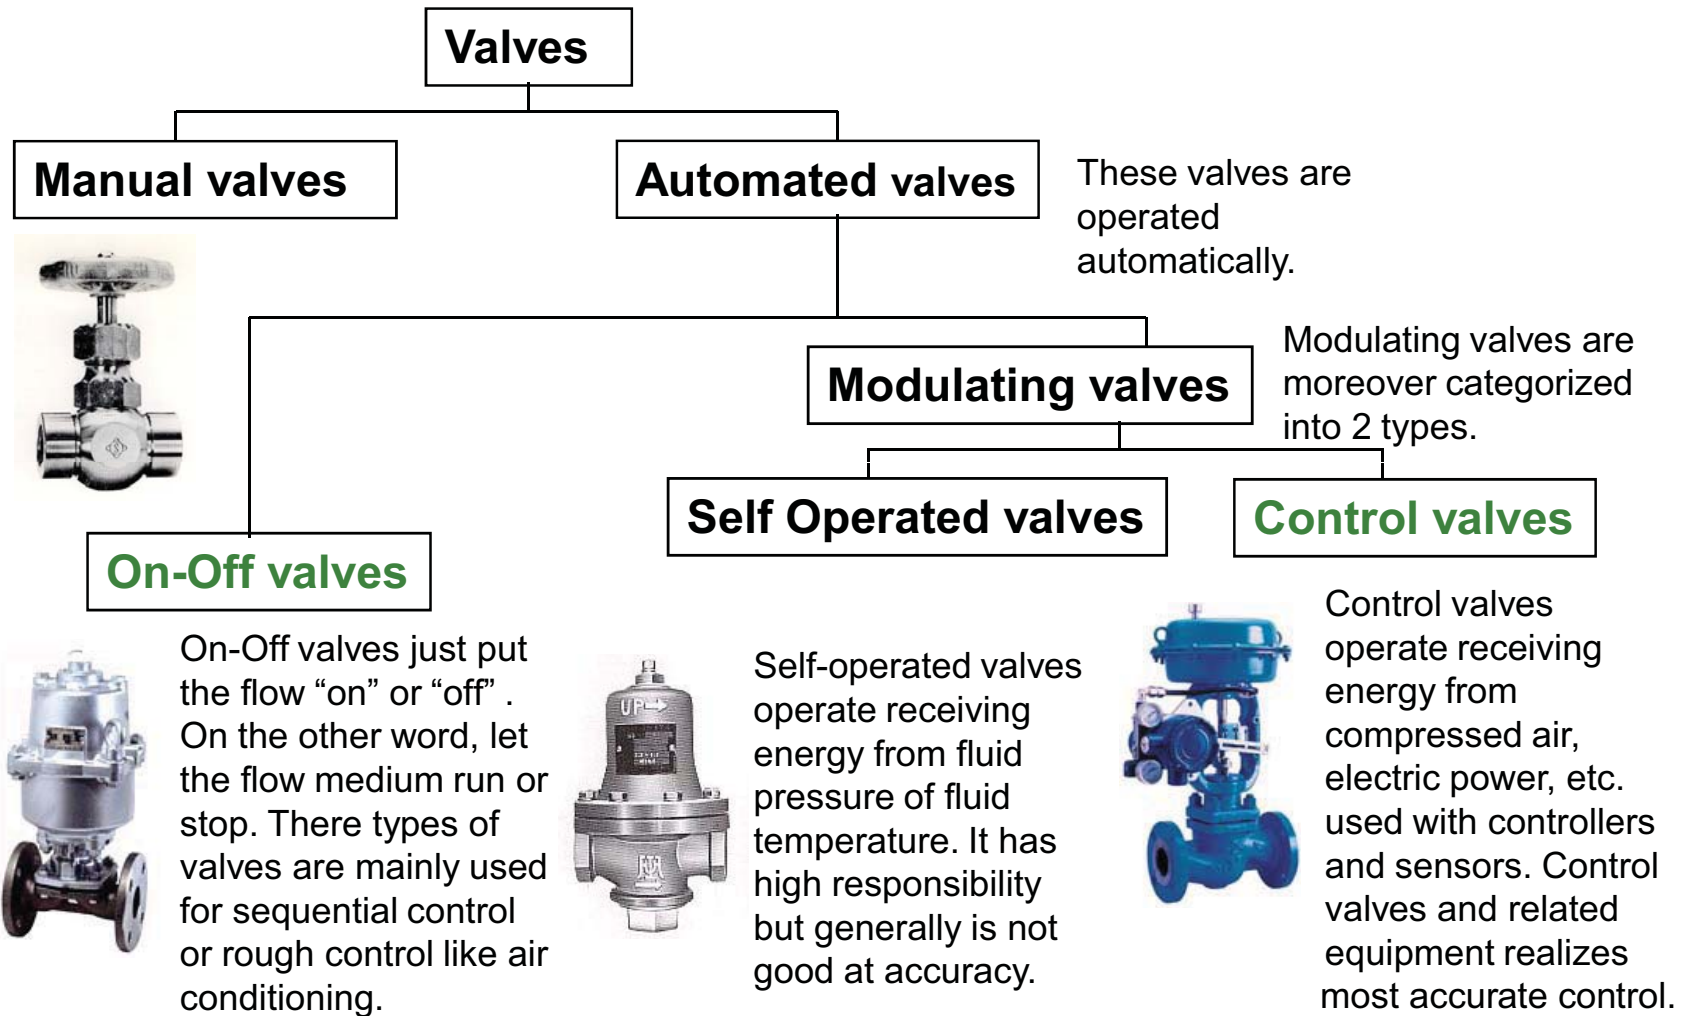 Valves
Manual valves
Automated valves
These valves are
operated
automatically.
Modulating valves
Modulating valves are
moreover categorized
into 2 types.
Self Operated valves
Control valves
On-Off valves
On-Off valves just put
the flow “on” or “off” .
On the other word, let
the flow medium run or
stop. There types of
valves are mainly used
for sequential control
or rough control like air
conditioning.
UP→
Self-operated valves
operate receiving
energy from fluid
pressure of fluid
temperature. It has
high responsibility
but generally is not
good at accuracy.
Control valves
operate receiving
energy from
compressed air,
electric power, etc.
used with controllers
and sensors. Control
valves and related
equipment realizes
most accurate control.